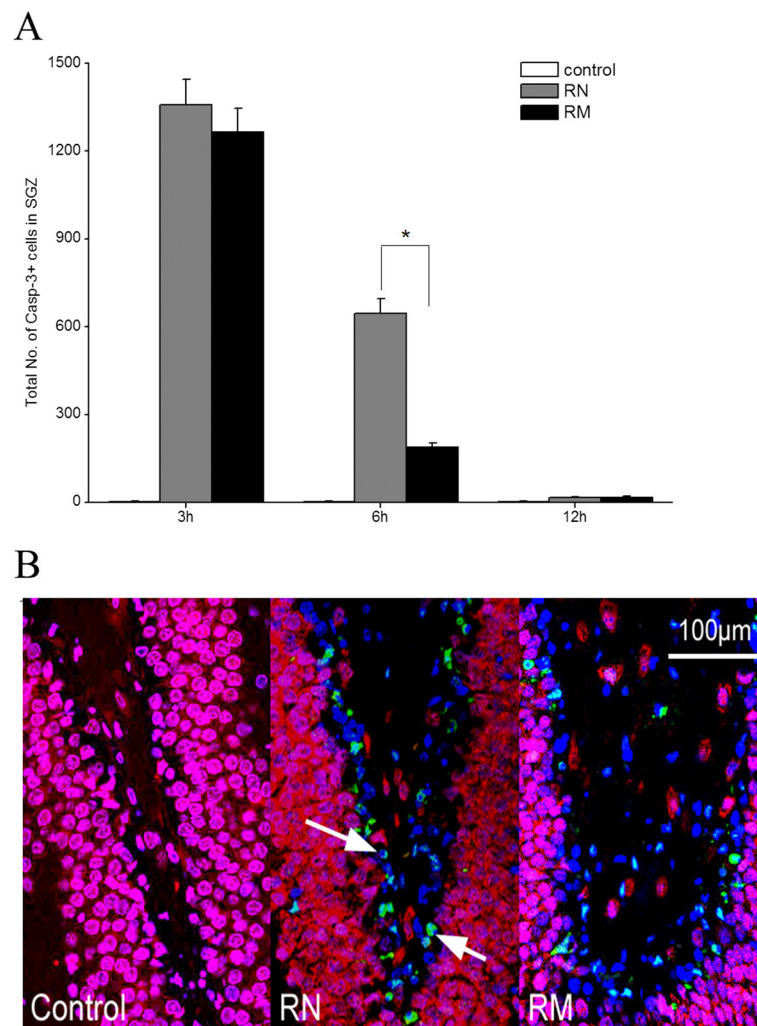 A
1500
1200
900
600
300
0
Total No. of Casp-3+ cells in SGZ
control
RN
RM
*
3h
6h
12h
B
100μm
Control
RN
RM